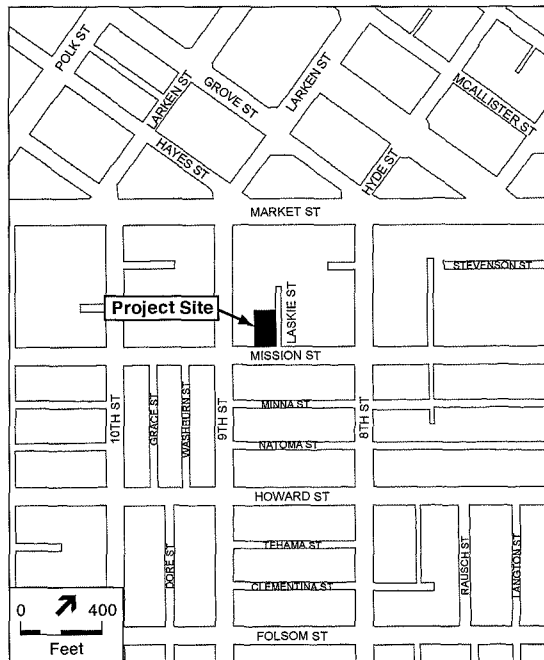 POLK ST
LARKEN ST
GROVE ST
LARKEN ST
MCALLISTER ST
HAYES ST
HYDE ST
MARKET ST
STEVENSON ST
LASKIE ST
Project Site
MISSION ST
10TH ST
GRACE ST
WASHBURN ST
9TH ST
MINNA ST
8TH ST
NATOMA ST
HOWARD ST
DORE ST
TEHAMA ST
CLEMENTINA ST
RAUSCH ST
LANGTON ST
0 400
Feet
FOLSOM ST